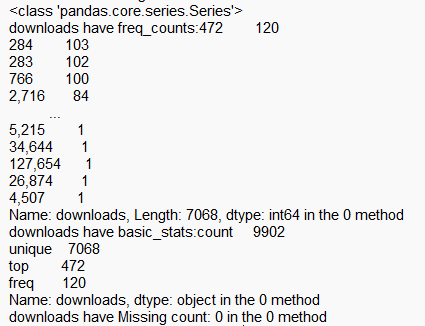 <class 'pandas.core.series.Series'>
downloads have freq_counts:472 120
284 103
283 102
766 100
2,716 84
...
5,215 1
34,644 1
127,654 1
26,874 1
4,507 1
Name: downloads, Length: 7068, dtype: int64 in the 0 method
downloads have basic_stats:count 9902
unique 7068
top 472
freq 120
Name: downloads, dtype: object in the 0 method
downloads have Missing count: 0 in the 0 method